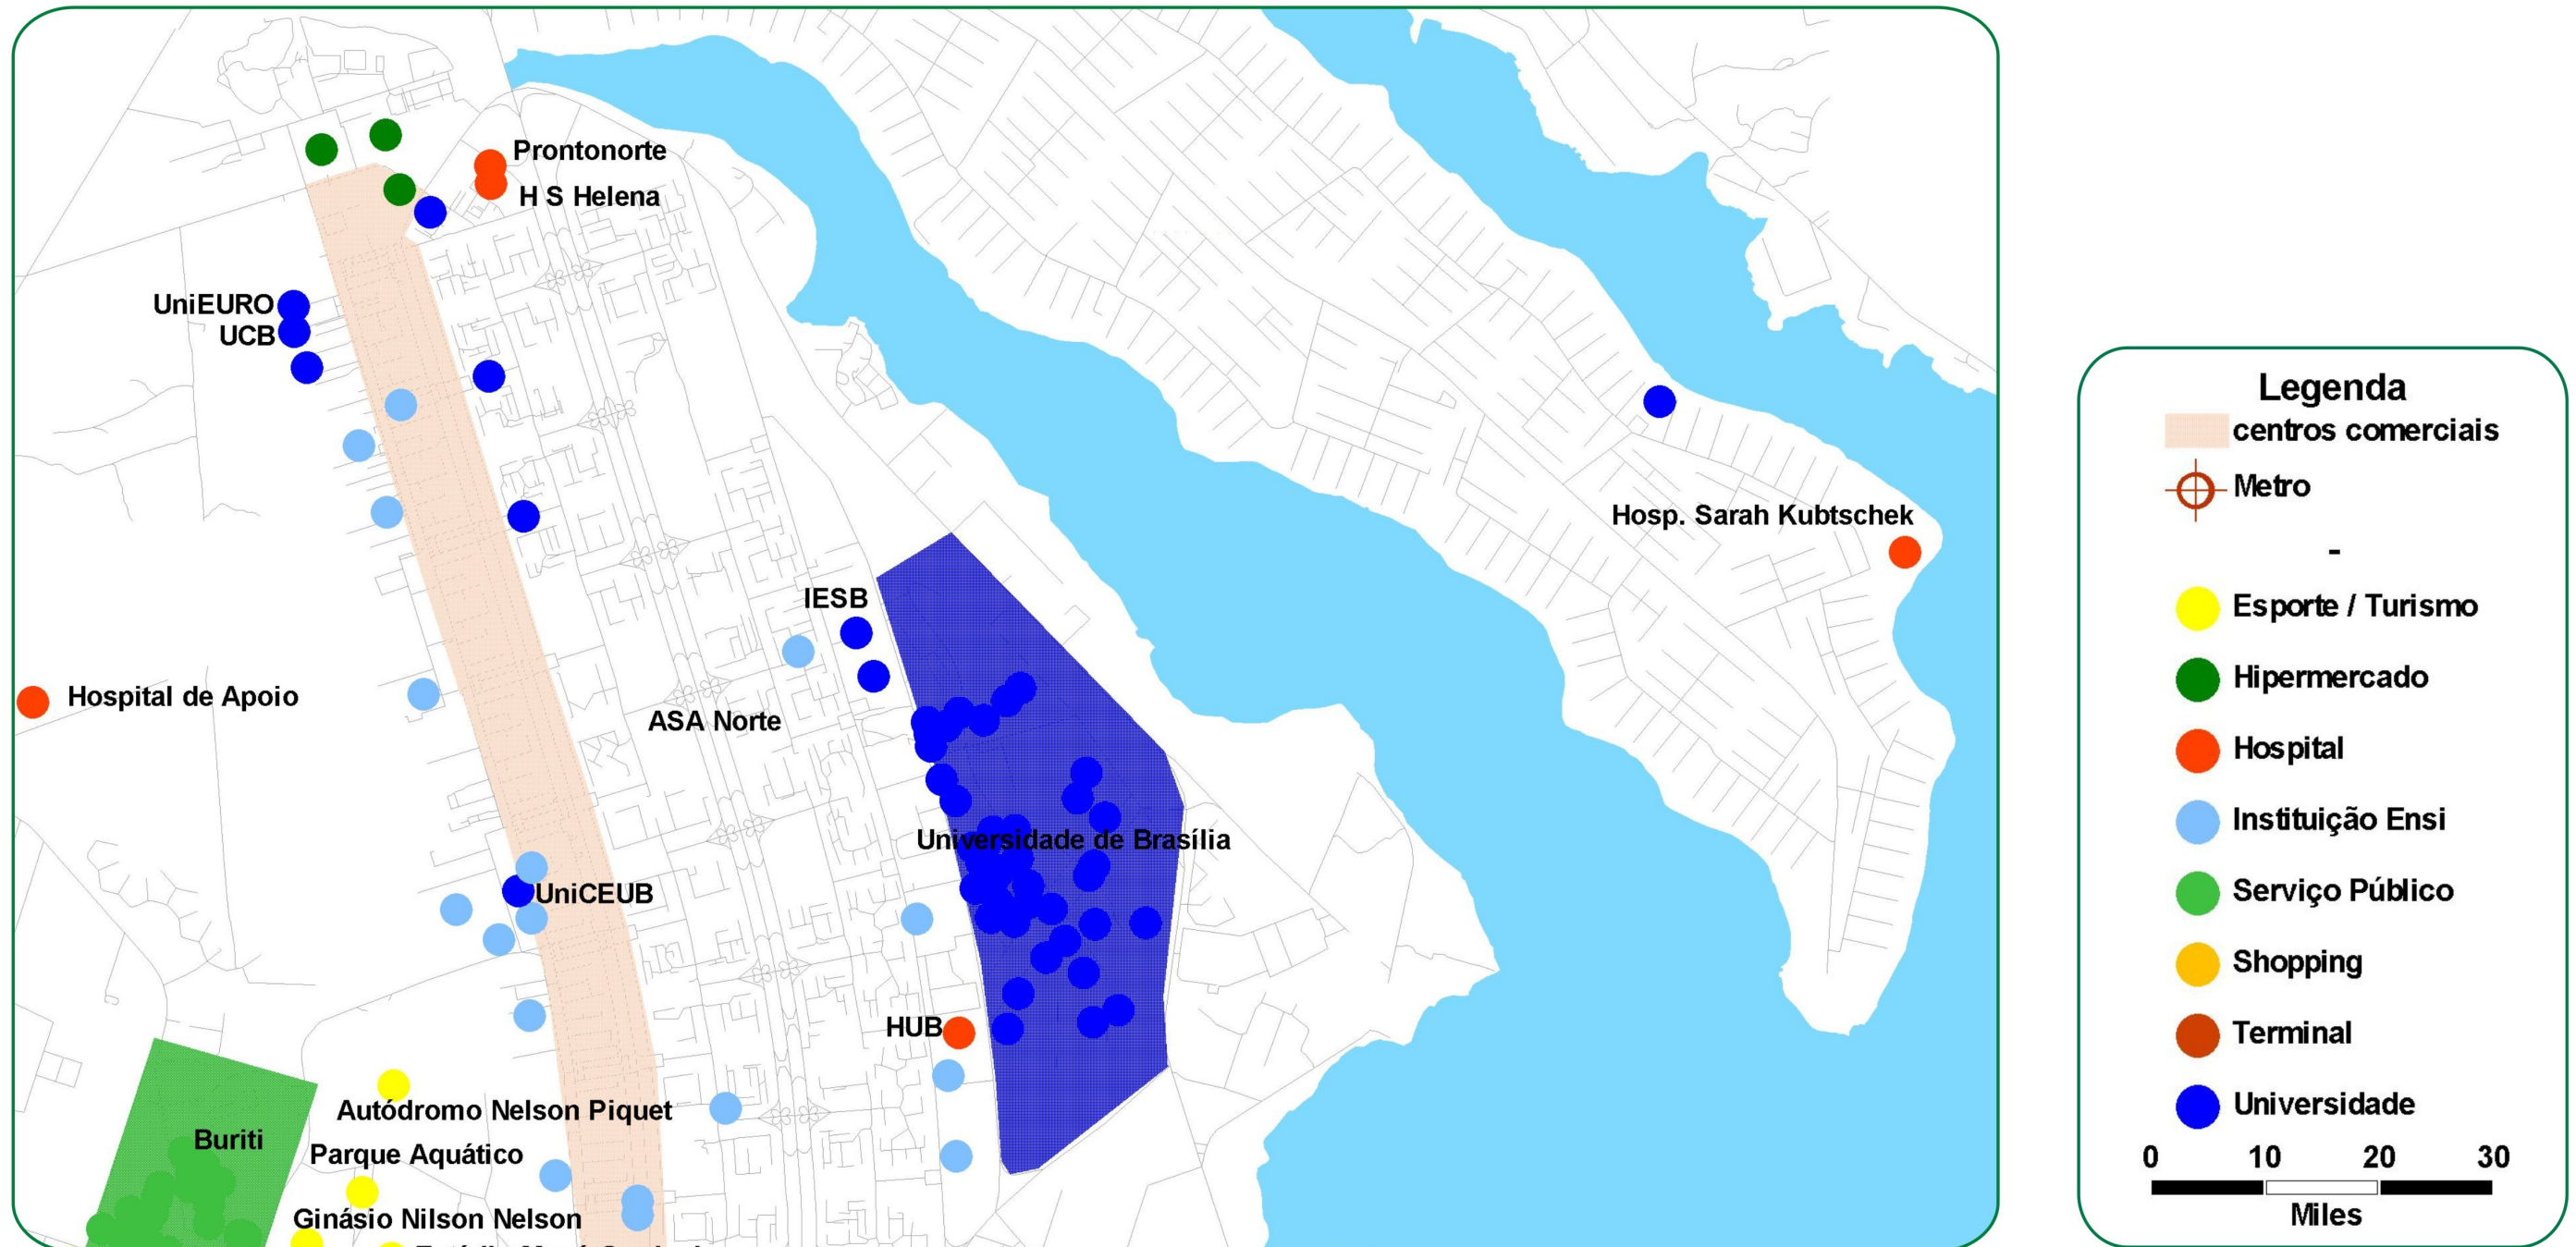 Prontonorte
H S Helena
UniEURO
UCB
Hosp. Sarah Kubtschek
IESB
Hospital de Apoio
ASA Norte
Universidade de Brasília
UniCEUB
HUB
Autódromo Nelson Piquet
Buriti
Parque Aquático
Ginásio Nilson Nelson
Legenda
centros comerciais
Metro
-
Esporte / Turismo
Hipermercado
Hospital
Instituição Ensi
Serviço Público
Shopping
Terminal
Universidade
0 10 20 30
Miles